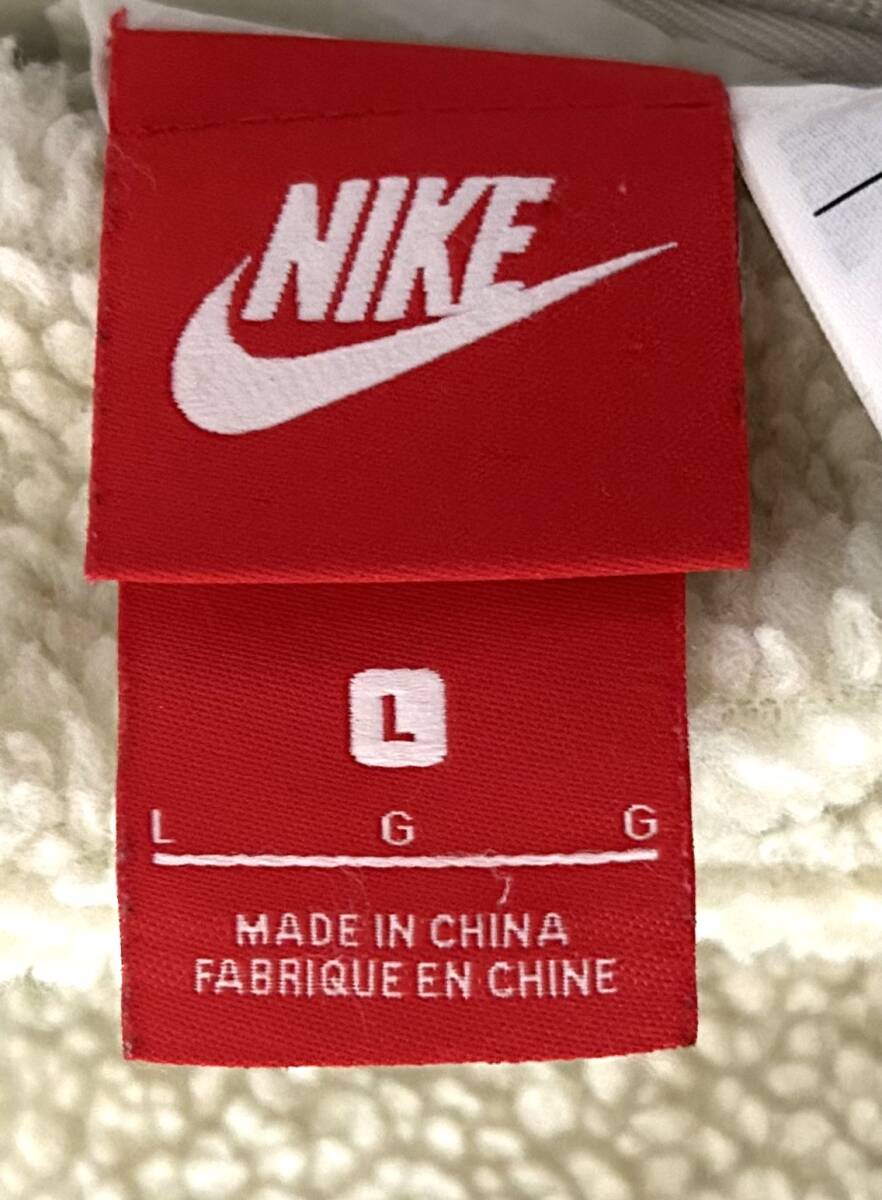 NIKE
L
L G G
MADE IN CHINA
FABRIQUE EN CHINE